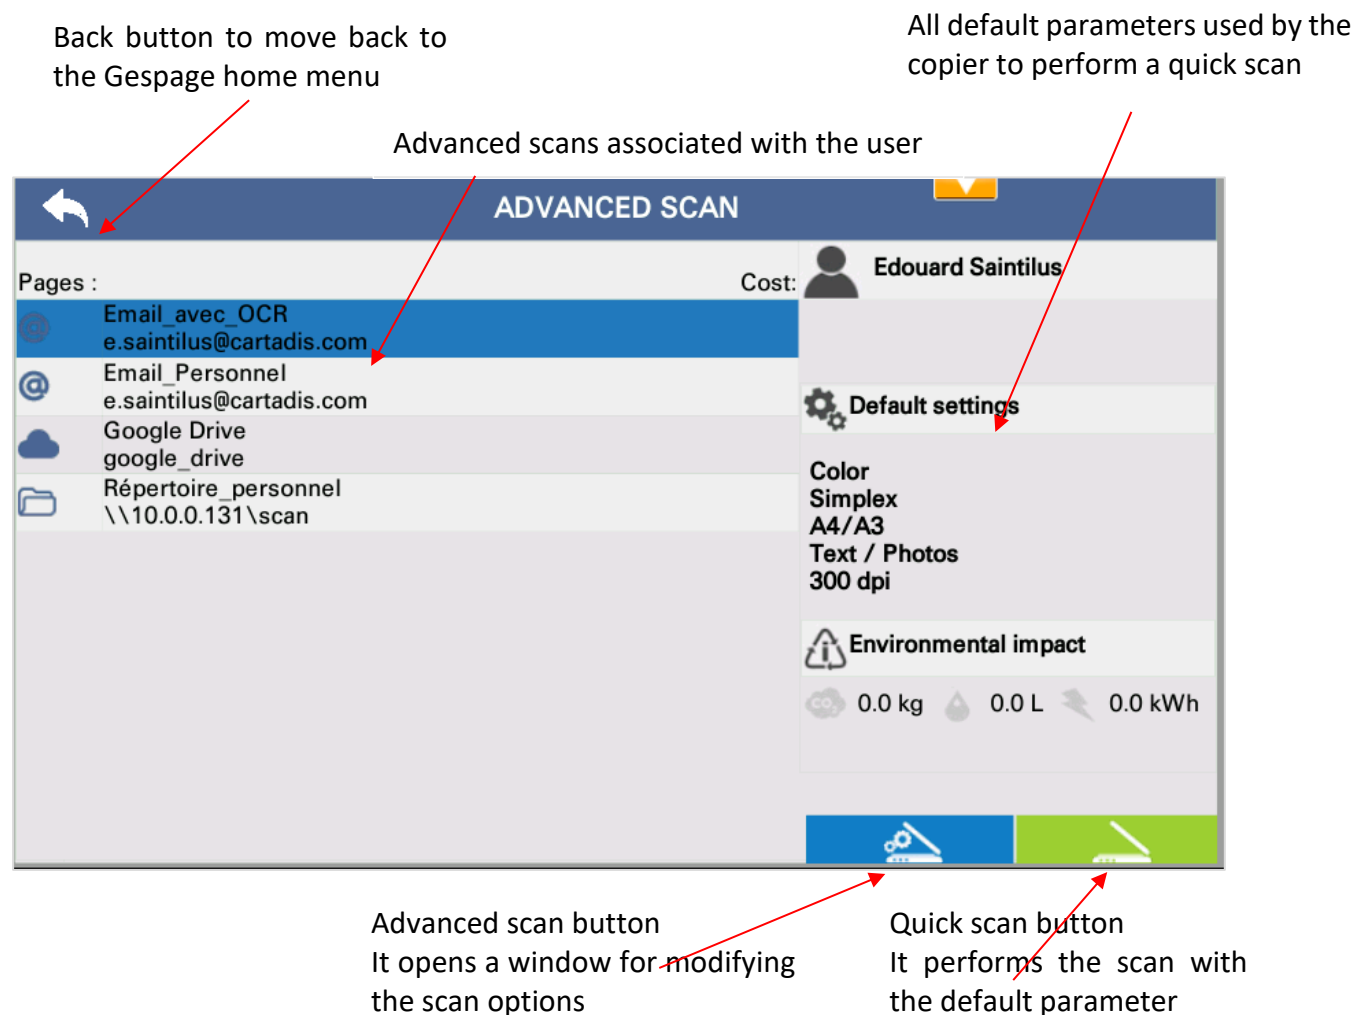 Back button to move back to
the Gespage home menu
All default parameters used by the
copier to perform a quick scan
Advanced scans associated with the user
ADVANCED SCAN
Pages :
Cost:
Edouard Saintilus
Email_avec_OCR
e.saintilus@cartadis.com
Email_Personnel
e.saintilus@cartadis.com
Google Drive
google_drive
Répertoire_personnel
\\10.0.0.131\scan
Default settings
Color
Simplex
A4/A3
Text / Photos
300 dpi
Environmental impact
CO2 0.0 kg 0.0 L 0.0 kWh
Advanced scan button
It opens a window for modifying
the scan options
Quick scan button
It performs the scan with
the default parameter